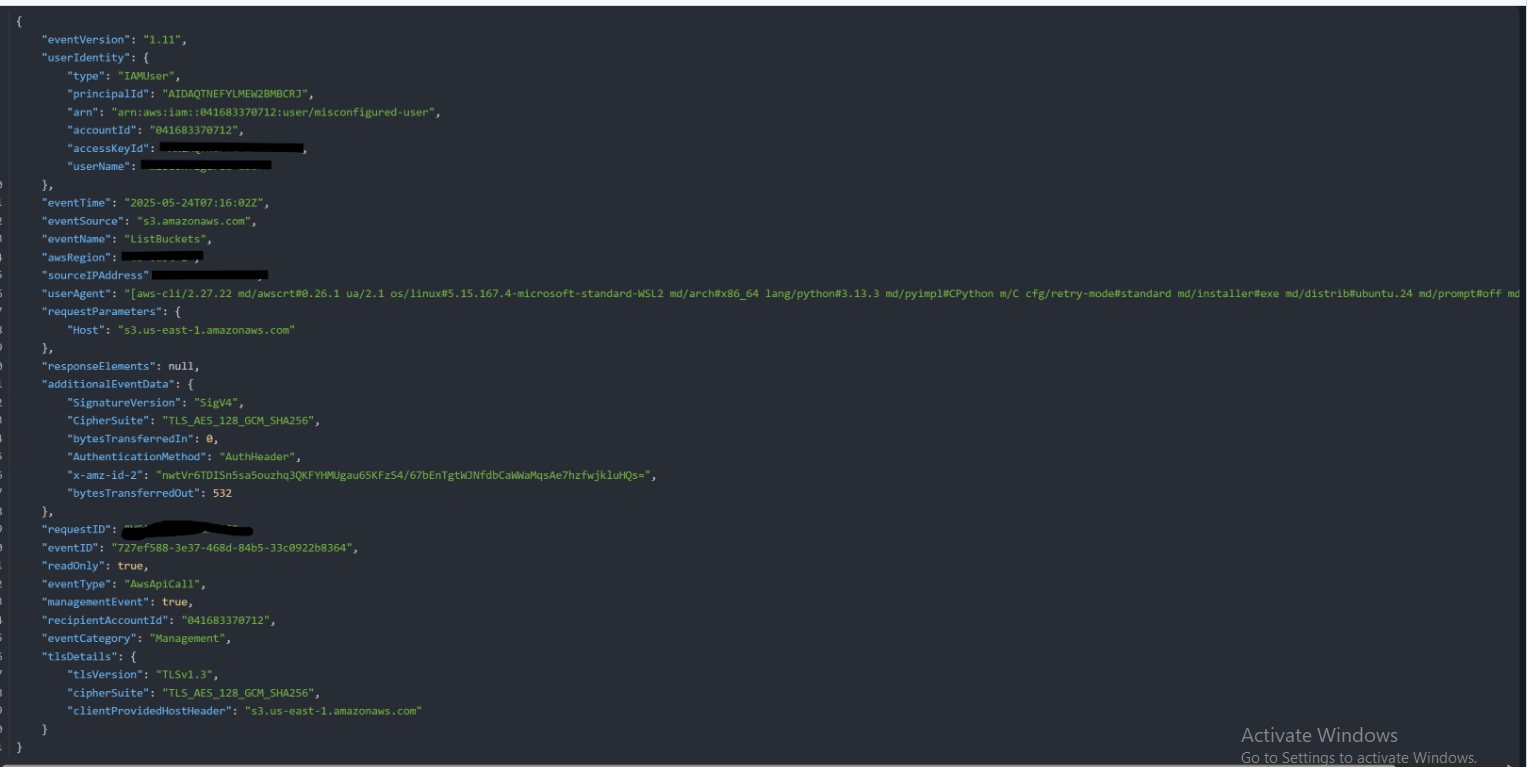 {
"eventVersion": "1.11",
"userIdentity": {
"type": "IAMUser",
"principalId": "AIDAQTNEFYLMEW2BMBCRJ",
"arn": "arn:aws:iam::041683370712:user/misconfigured-user",
"accountId": "041683370712",
"accessKeyId":
"userName":
},
"eventTime": "2025-05-24T07:16:02Z",
"eventSource": "s3.amazonaws.com",
"eventName": "ListBuckets",
"awsRegion":
"sourceIPAddress"
"userAgent": "[aws-cli/2.27.22 md/awscrt#0.26.1 ua/2.1 os/linux#5.15.167.4-microsoft-standard-WSL2 md/arch#x86_64 lang/python#3.13.3 md/pyimpl#CPython m/C cfg/retry-mode#standard md/installer#exe md/distrib#ubuntu.24 md/prompt#off md
"requestParameters": {
"Host": "s3.us-east-1.amazonaws.com"
},
"responseElements": null,
"additionalEventData": {
"SignatureVersion": "SigV4",
"CipherSuite": "TLS_AES_128_GCM_SHA256",
"bytesTransferredIn": 0,
"AuthenticationMethod": "AuthHeader",
"x-amz-id-2": "nwtVr6TDISn5sa5ouzhq3QKFYHMUgau65KFzS4/67bEnTgtWJNfdbCaWWaMqsAe7hzfwjkluHQs=",
"bytesTransferredOut": 532
},
"requestID":
"eventID": "727ef588-3e37-468d-84b5-33c0922b8364",
"readOnly": true,
"eventType": "AwsApiCall",
"managementEvent": true,
"recipientAccountId": "041683370712",
"eventCategory": "Management",
"tlsDetails": {
"tlsVersion": "TLSv1.3",
"cipherSuite": "TLS_AES_128_GCM_SHA256",
"clientProvidedHostHeader": "s3.us-east-1.amazonaws.com"
}
}
Activate Windows
Go to Settings to activate Windows.